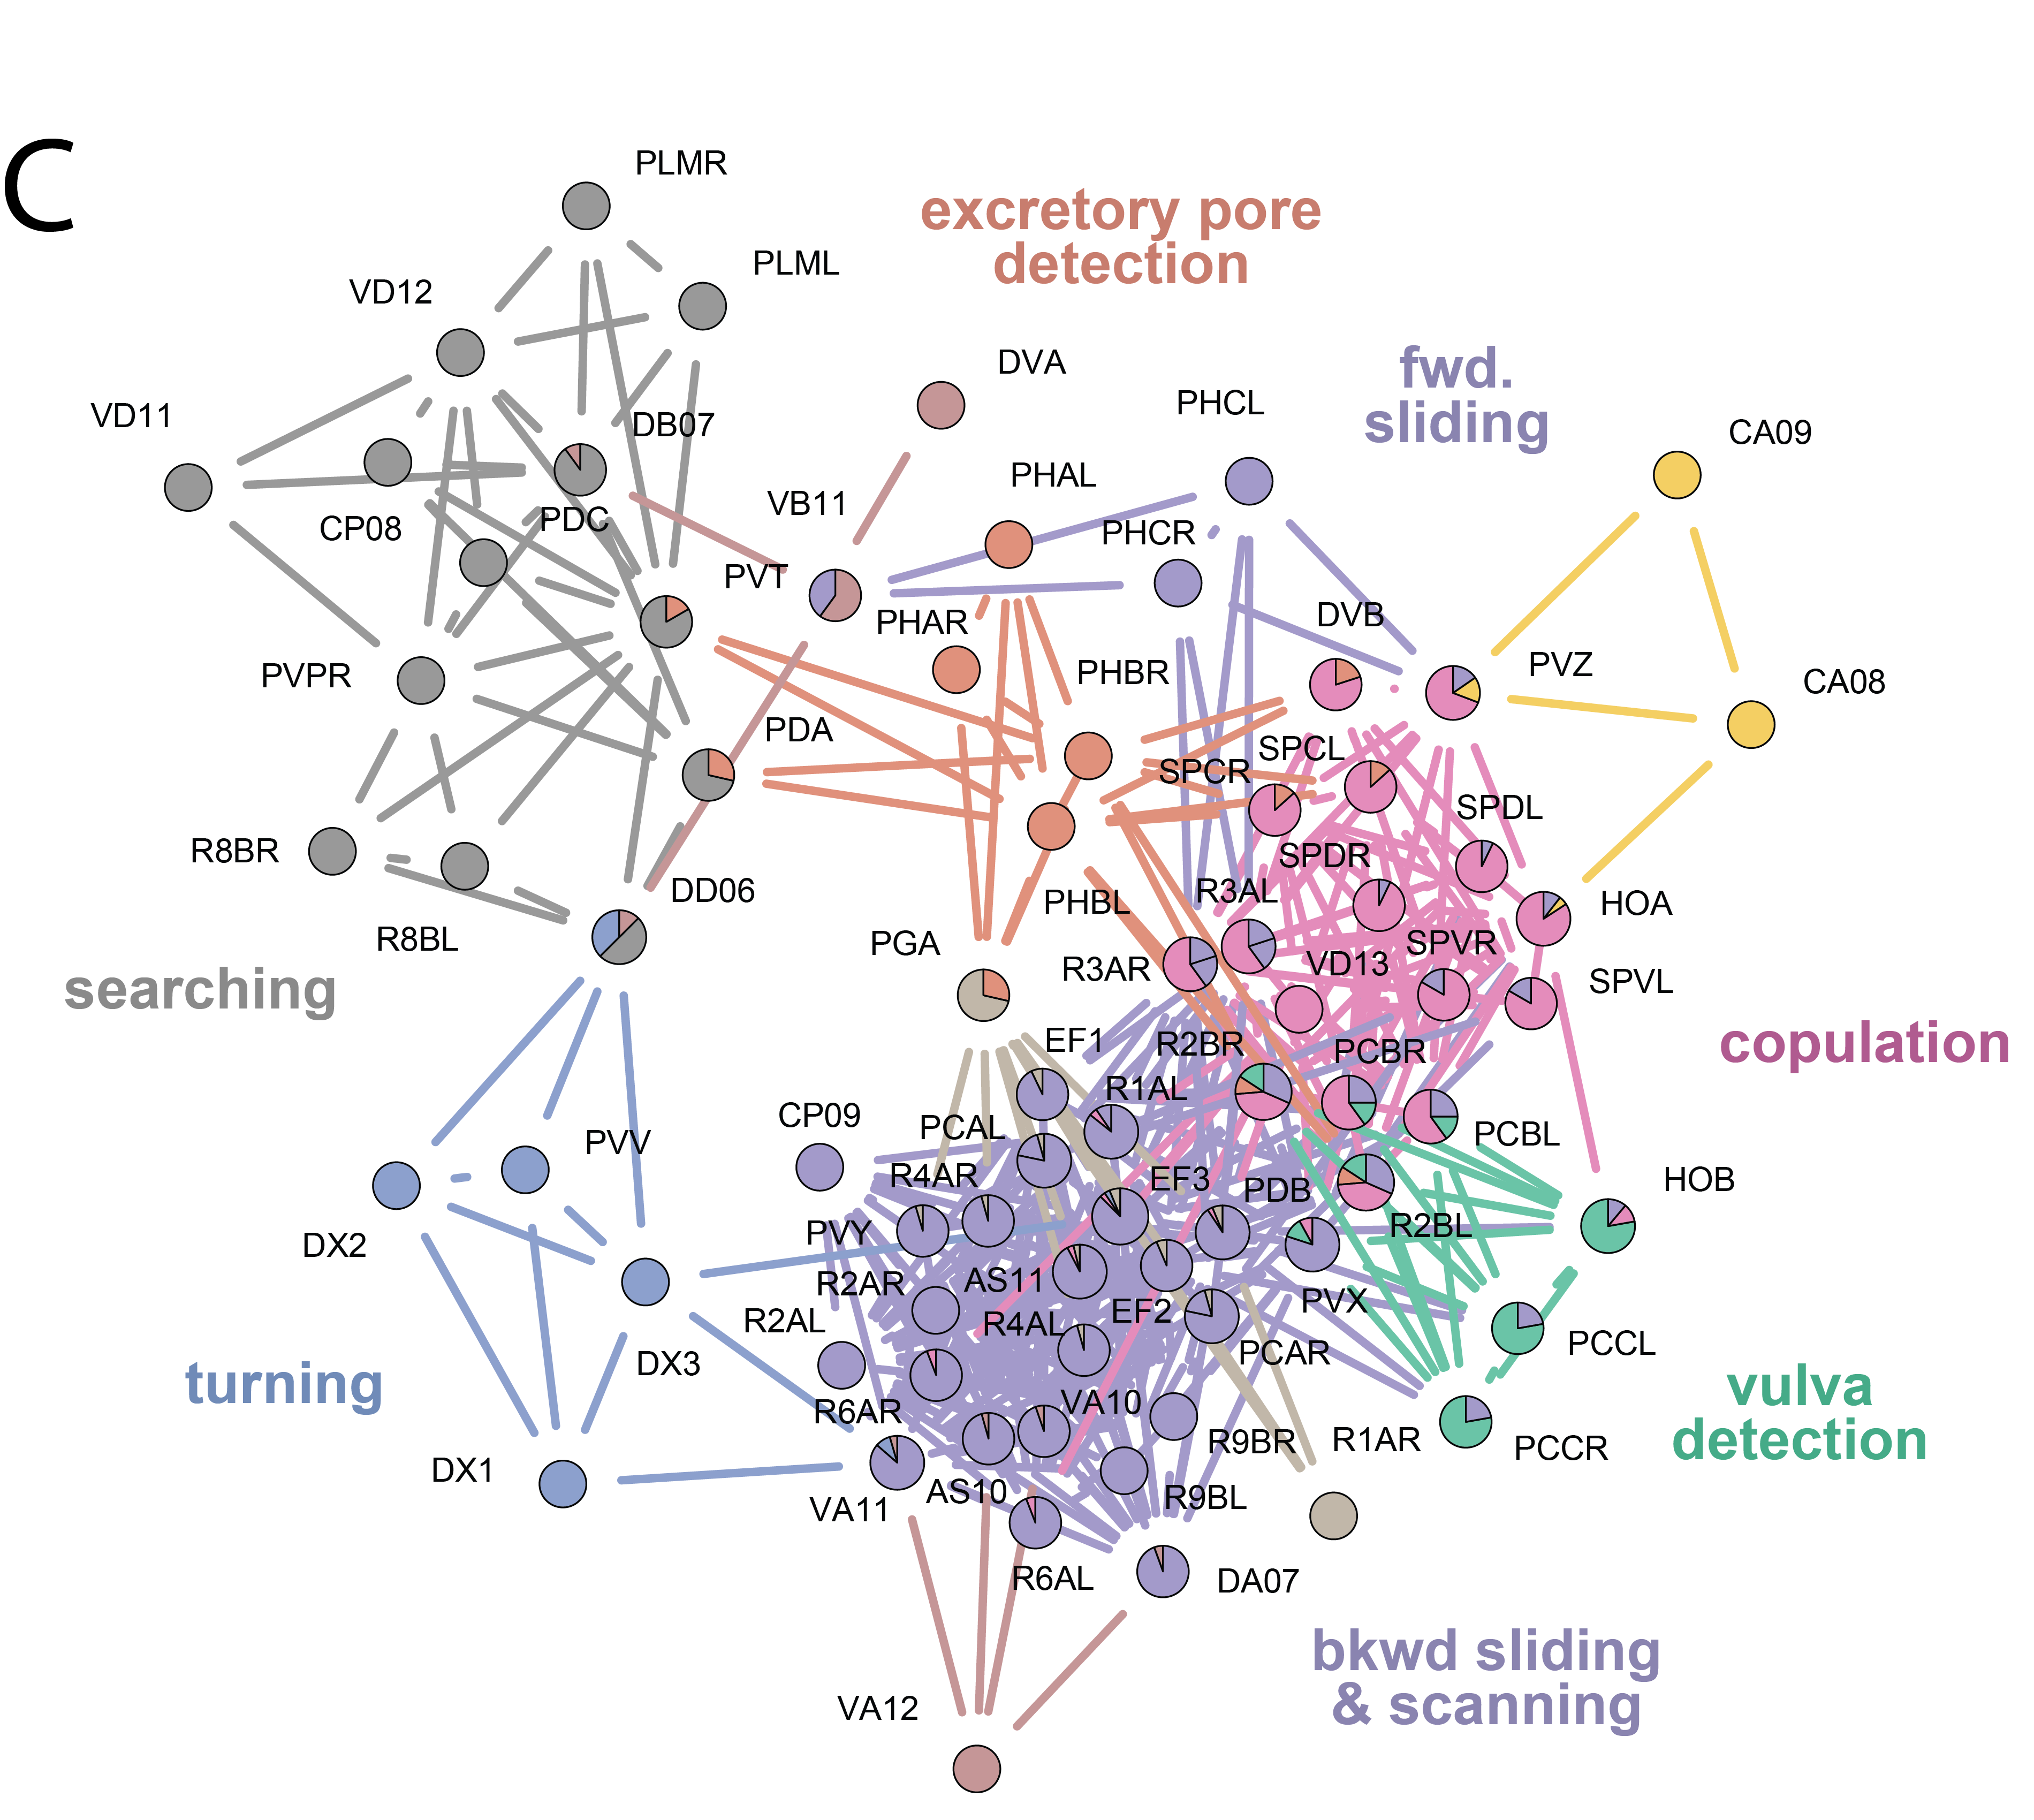 C
PLMR
excretory pore
detection
PLML
VD12
DVA
fwd.
sliding
PHCL
VD11
DB07
CA09
PHAL
VB11
CP08
PDC
PHCR
PVT
PHAR
DVB
PVZ
PVPR
PHBR
CA08
PDA
SPCL
SPCR
SPDL
R8BR
SPDR
DD06
R3AL
PHBL
HOA
R8BL
PGA
SPVR
R3AR
VD13
SPVL
searching
EF1
R2BR
PCBR
copulation
R1AL
CP09
PCAL
PVV
PCBL
R4AR
EF3
PDB
HOB
PVY
R2BL
DX2
R2AR
AS11
PVX
EF2
R2AL
R4AL
PCAR
PCCL
DX3
turning
vulva
detection
R6AR
VA10
R9BR
R1AR
PCCR
DX1
AS10
R9BL
VA11
R6AL
DA07
bkwd sliding
& scanning
VA12